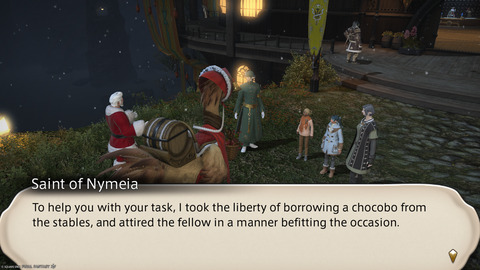 Saint of Nymeia
To help you with your task, I took the liberty of borrowing a chocobo from
the stables, and attired the fellow in a manner befitting the occasion.